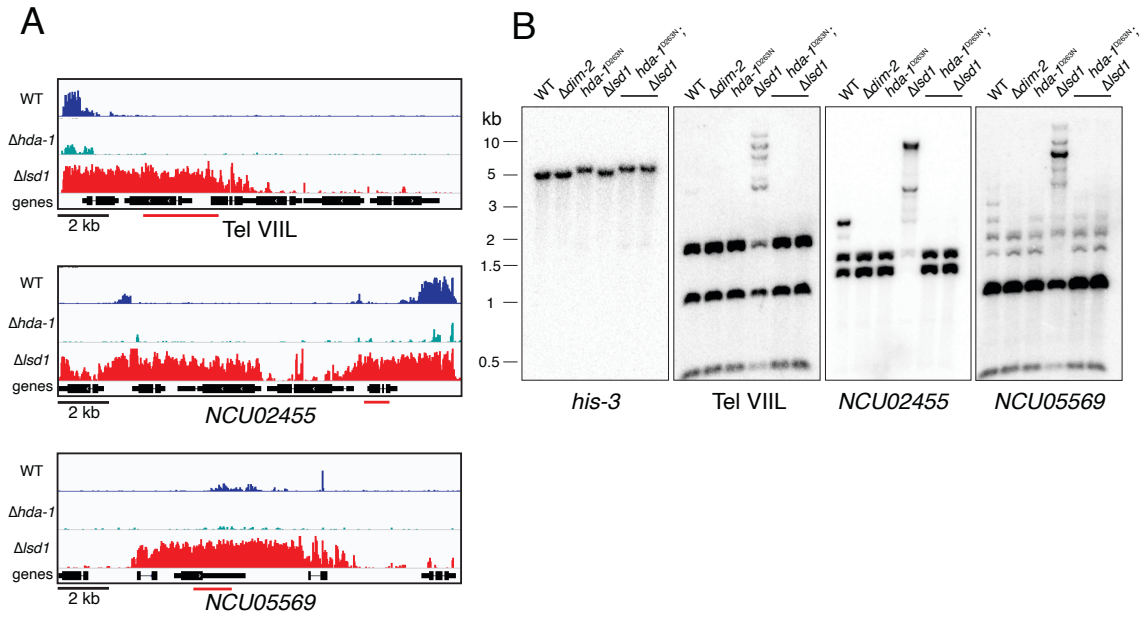 A
WT
Δhda-1
Δlsd1
genes
2 kb
Tel VIIL
WT
Δhda-1
Δlsd1
genes
2 kb
NCU02455
WT
Δhda-1
Δlsd1
genes
2 kb
NCU05569
B
WT
Δdim-2
hda-1D263N
Δlsd1
hda-1D263N;
Δlsd1
WT
Δdim-2
hda-1D263N
Δlsd1
hda-1D263N;
Δlsd1
WT
Δdim-2
hda-1D263N
Δlsd1
hda-1D263N;
Δlsd1
WT
Δdim-2
hda-1D263N
Δlsd1
hda-1D263N;
Δlsd1
kb
10
5
3
2
1.5
1
0.5
his-3
Tel VIIL
NCU02455
NCU05569